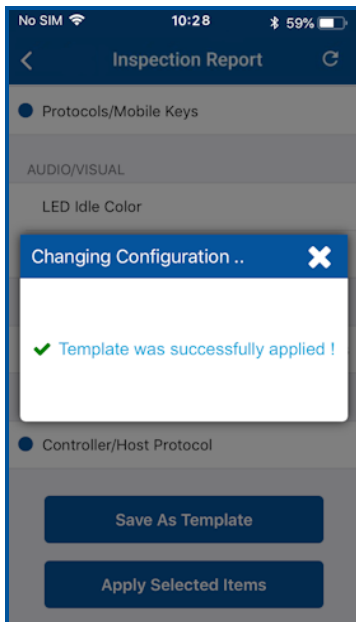 No SIM 10:28 59%
Inspection Report
Protocols/Mobile Keys
AUDIO/VISUAL
LED Idle Color
Changing Configuration ..
Template was successfully applied !
Controller/Host Protocol
Save As Template
Apply Selected Items